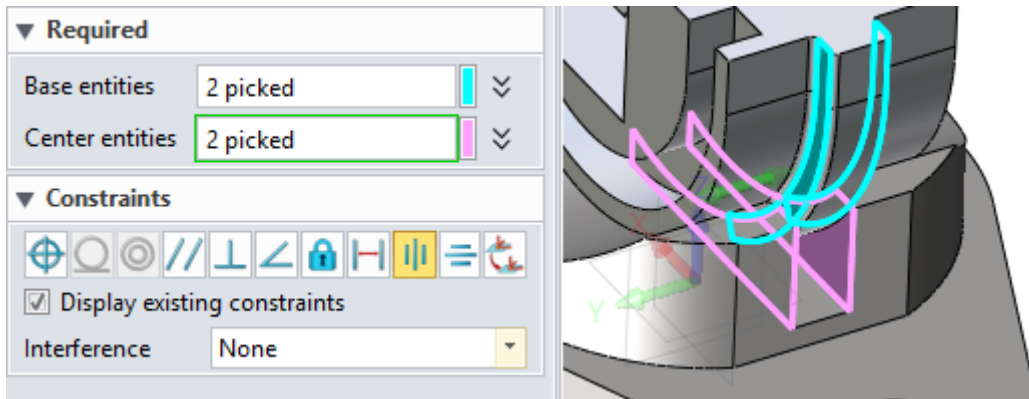 Required
Base entities 2 picked
Center entities 2 picked
Constraints
Display existing constraints
Interference None
X
Z
Y